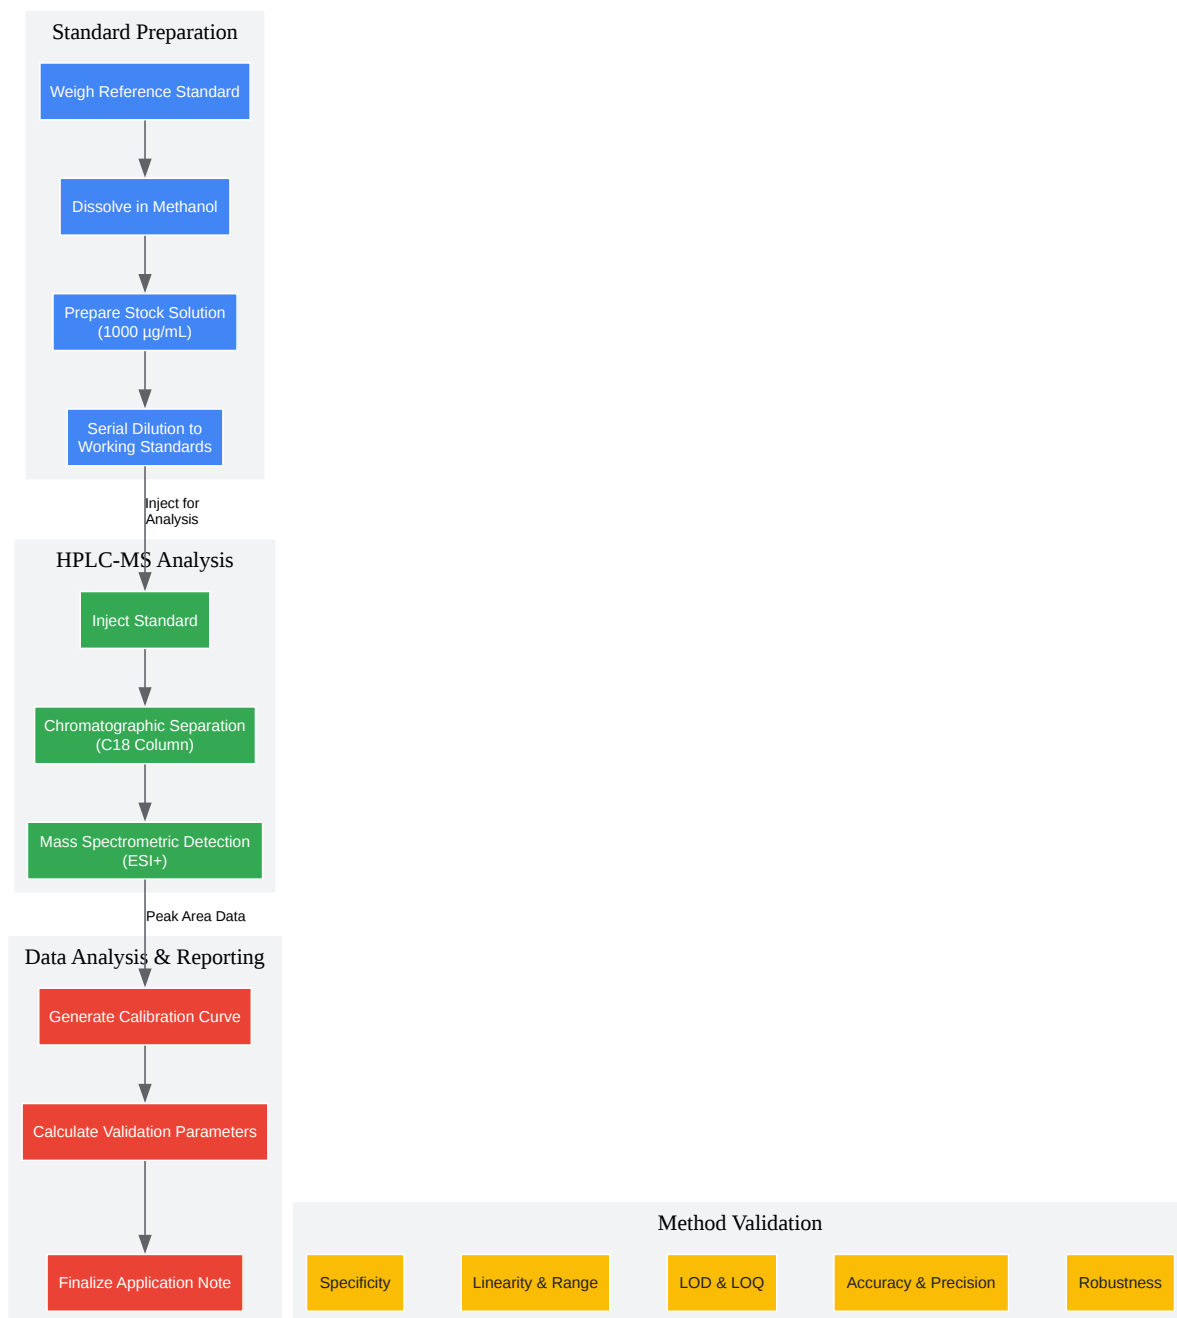 Standard Preparation
Weigh Reference Standard
Dissolve in Methanol
Prepare Stock Solution
(1000 µg/mL)
Serial Dilution to
Working Standards
Inject for
Analysis
HPLC-MS Analysis
Inject Standard
Chromatographic Separation
(C18 Column)
Mass Spectrometric Detection
(ESI+)
Peak Area Data
Data Analysis & Reporting
Generate Calibration Curve
Calculate Validation Parameters
Finalize Application Note
Method Validation
Specificity
Linearity & Range
LOD & LOQ
Accuracy & Precision
Robustness